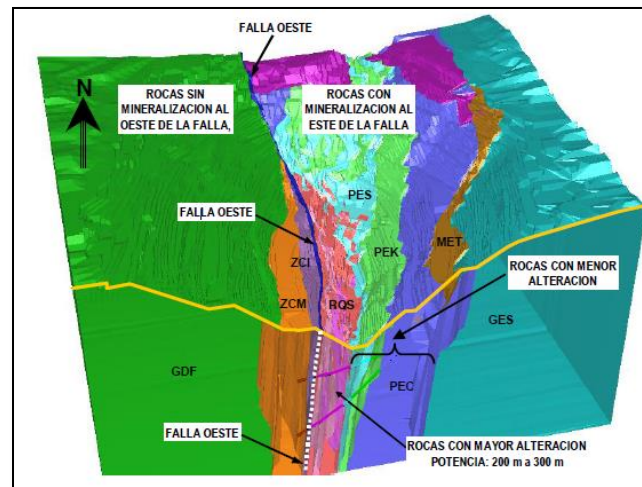 FALLA OESTE
N
ROCAS SIN
MINERALIZACION AL
OESTE DE LA FALLA,
ROCAS CON
MINERALIZACION AL
ESTE DE LA FALLA
PES
FALLA OESTE
ZCI
PEK
MET
ROCAS CON MENOR
ALTERACION
ZCM
RQS
GES
GDF
PEC
FALLA OESTE
ROCAS CON MAYOR ALTERACION
POTENCIA: 200 m a 300 m